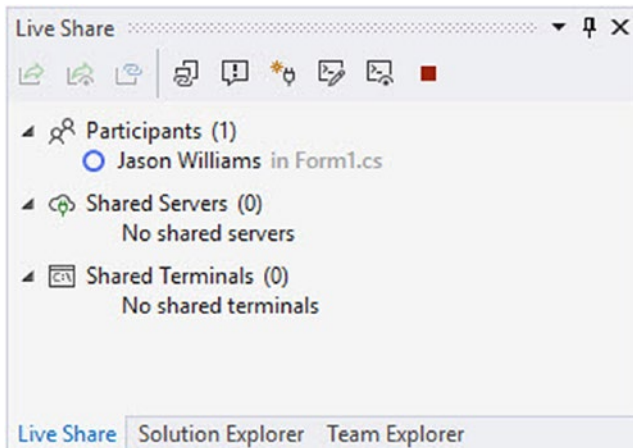 Live Share
Participants (1)
Jason Williams in Form1.cs
Shared Servers (0)
No shared servers
C:\ Shared Terminals (0)
No shared terminals
Live Share Solution Explorer Team Explorer